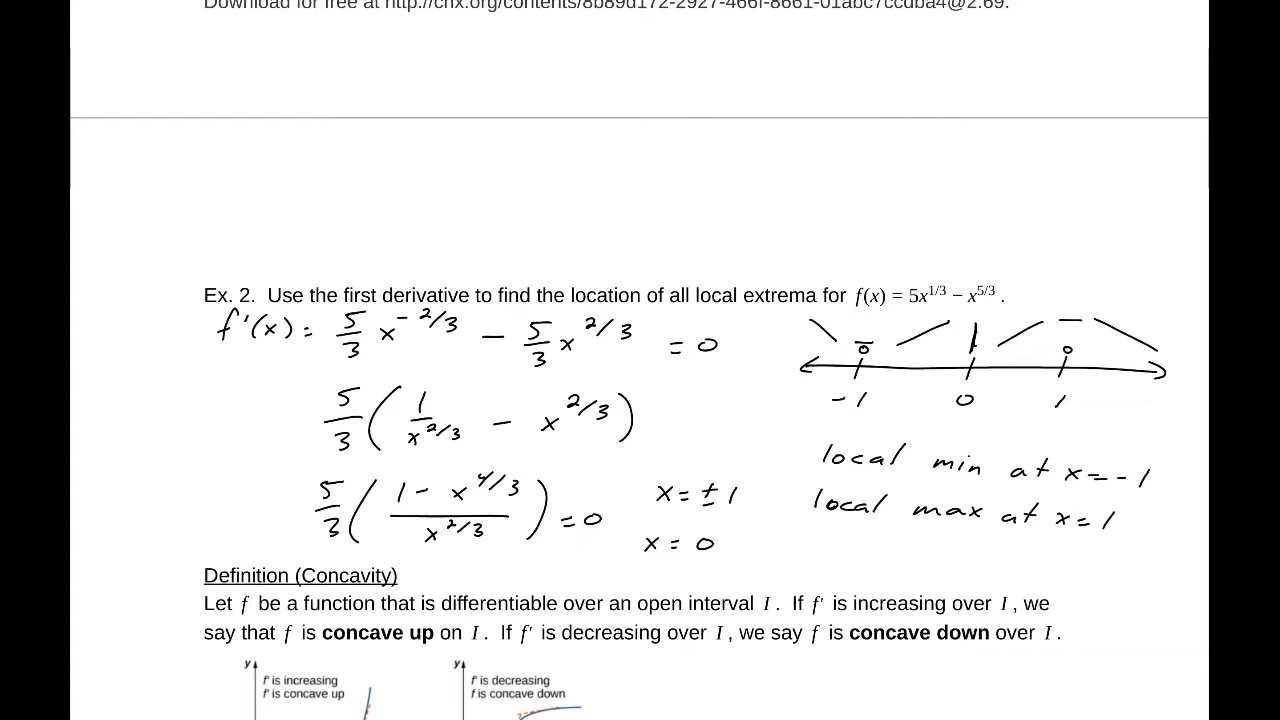 Download for free at http://cnx.org/contents/8b89d172-2927-466f-8661-01abc7ccdba4@2.69.
Ex. 2. Use the first derivative to find the location of all local extrema for f(x) = 5x^{1/3} − x^{5/3}.
f'(x) = 5/3 x^{-2/3} − 5/3 x^{2/3} = 0
5/3 ( 1/x^{2/3} − x^{2/3} )
5/3 ( (1 − x^{4/3}) / x^{2/3} ) = 0
x = ± 1
x = 0
0 0
-1 0 1
local min at x = -1
local max at x = 1
Definition (Concavity)
Let f be a function that is differentiable over an open interval I. If f' is increasing over I, we
say that f is concave up on I. If f' is decreasing over I, we say f is concave down over I.
y
f' is increasing
f is concave up
y
f' is decreasing
f is concave down